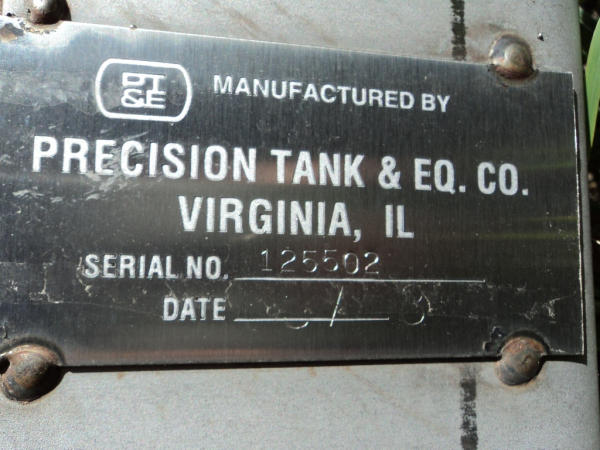 PT
&E
MANUFACTURED BY
PRECISION TANK & EQ. CO.
VIRGINIA, IL
SERIAL NO. 125502
DATE